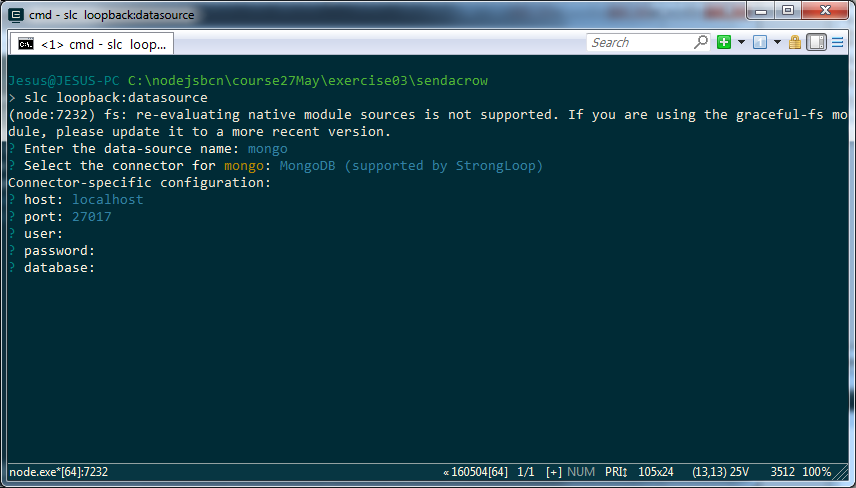 cmd - slc loopback:datasource
<1> cmd - slc loop...
Search
Jesus@JESUS-PC C:\nodejsbcn\course27May\exercise03\sendacrow
> slc loopback:datasource
(node:7232) fs: re-evaluating native module sources is not supported. If you are using the graceful-fs mo
dule, please update it to a more recent version.
? Enter the data-source name: mongo
? Select the connector for mongo: MongoDB (supported by StrongLoop)
Connector-specific configuration:
? host: localhost
? port: 27017
? user:
? password:
? database:
node.exe*[64]:7232 « 160504[64] 1/1 [+] NUM PRI↕ 105x24 (13,13) 25V 3512 100%